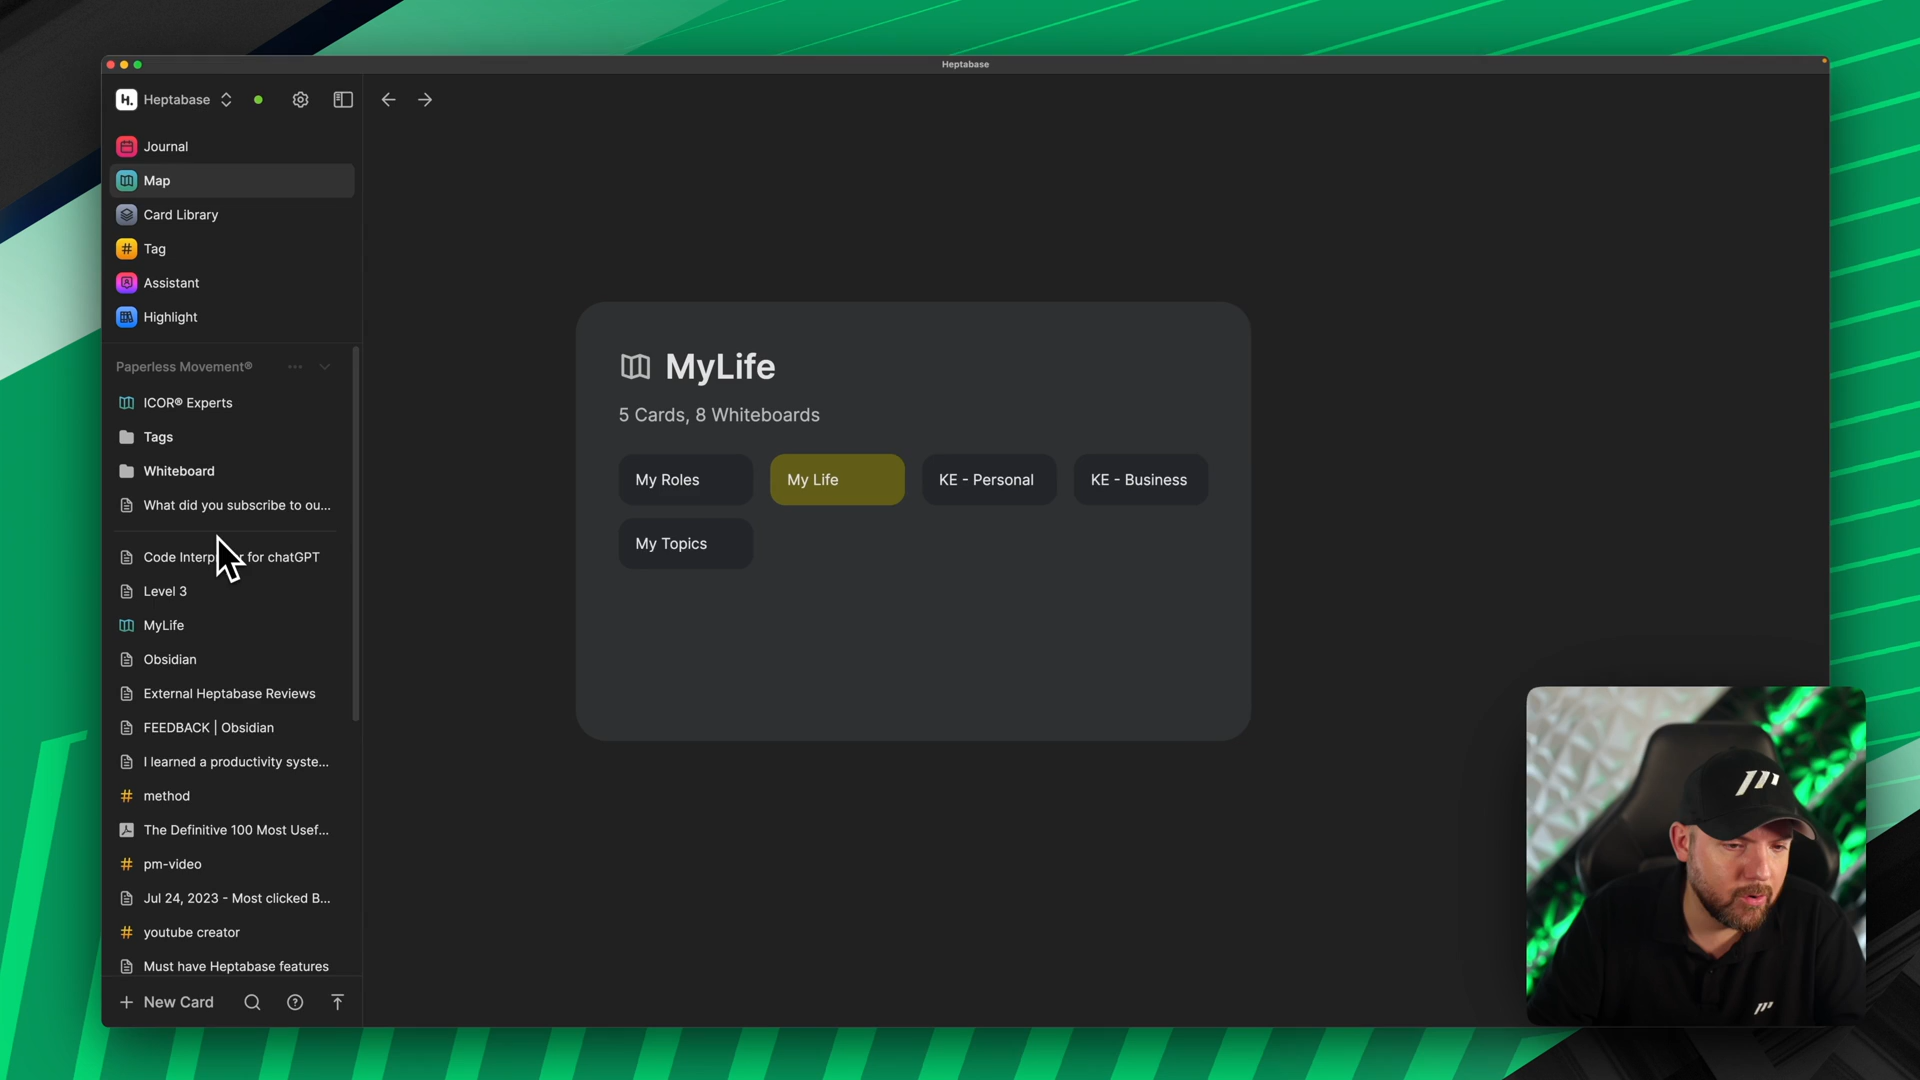 Heptabase
Heptabase
Journal
Map
Card Library
Tag
Assistant
Highlight
Paperless Movement®
ICOR® Experts
Tags
Whiteboard
What did you subscribe to ou...
Code Interp r for chatGPT
Level 3
MyLife
Obsidian
External Heptabase Reviews
FEEDBACK | Obsidian
I learned a productivity syste...
method
The Definitive 100 Most Usef...
pm-video
Jul 24, 2023 - Most clicked B...
youtube creator
Must have Heptabase features
New Card
MyLife
5 Cards, 8 Whiteboards
My Roles
My Life
KE - Personal
KE - Business
My Topics